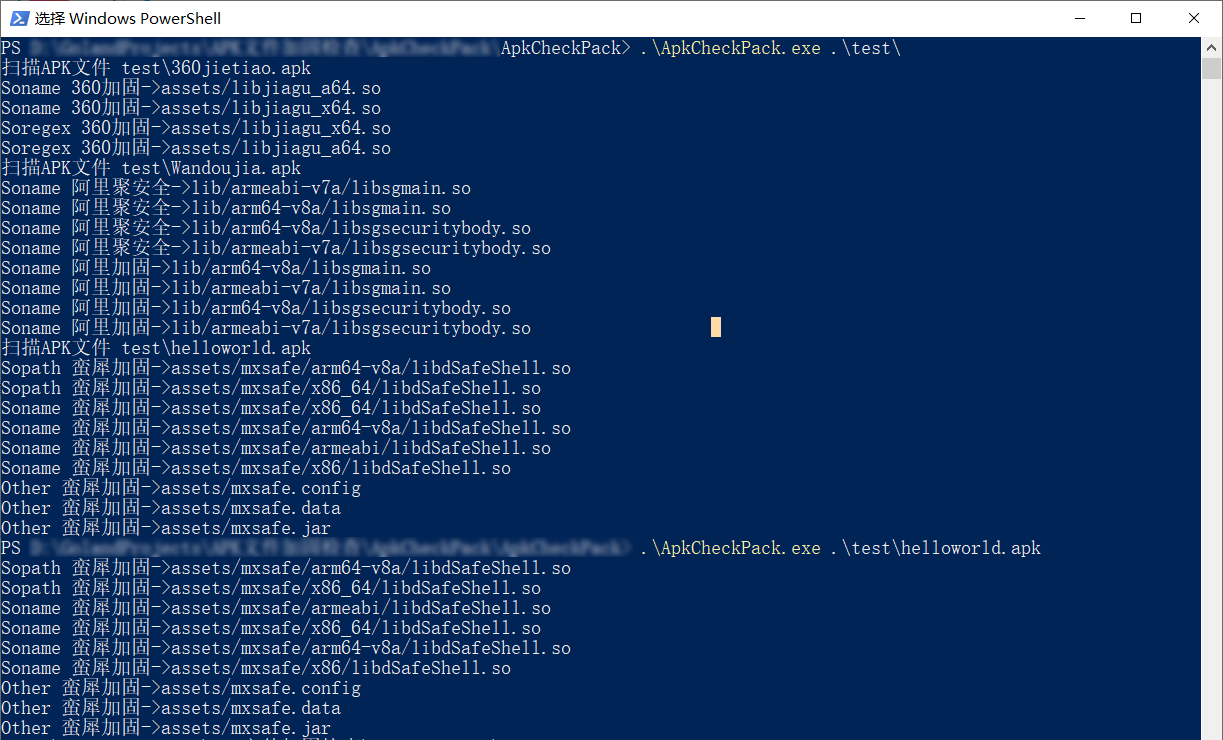 选择 Windows PowerShell
PS ApkCheckPack> .\ApkCheckPack.exe .\test\
扫描APK文件 test\360jietiao.apk
Soname 360加固->assets/libjiagu_a64.so
Soname 360加固->assets/libjiagu_x64.so
Soregex 360加固->assets/libjiagu_x64.so
Soregex 360加固->assets/libjiagu_a64.so
扫描APK文件 test\Wandoujia.apk
Soname 阿里聚安全->lib/armeabi-v7a/libsgmain.so
Soname 阿里聚安全->lib/arm64-v8a/libsgmain.so
Soname 阿里聚安全->lib/arm64-v8a/libsgsecuritybody.so
Soname 阿里聚安全->lib/armeabi-v7a/libsgsecuritybody.so
Soname 阿里加固->lib/arm64-v8a/libsgmain.so
Soname 阿里加固->lib/armeabi-v7a/libsgmain.so
Soname 阿里加固->lib/arm64-v8a/libsgsecuritybody.so
Soname 阿里加固->lib/armeabi-v7a/libsgsecuritybody.so
扫描APK文件 test\helloworld.apk
Sopath 蛮犀加固->assets/mxsafe/arm64-v8a/libdSafeShell.so
Sopath 蛮犀加固->assets/mxsafe/x86_64/libdSafeShell.so
Soname 蛮犀加固->assets/mxsafe/x86_64/libdSafeShell.so
Soname 蛮犀加固->assets/mxsafe/arm64-v8a/libdSafeShell.so
Soname 蛮犀加固->assets/mxsafe/armeabi/libdSafeShell.so
Soname 蛮犀加固->assets/mxsafe/x86/libdSafeShell.so
Other 蛮犀加固->assets/mxsafe.config
Other 蛮犀加固->assets/mxsafe.data
Other 蛮犀加固->assets/mxsafe.jar
PS .\ApkCheckPack.exe .\test\helloworld.apk
Sopath 蛮犀加固->assets/mxsafe/arm64-v8a/libdSafeShell.so
Sopath 蛮犀加固->assets/mxsafe/x86_64/libdSafeShell.so
Soname 蛮犀加固->assets/mxsafe/armeabi/libdSafeShell.so
Soname 蛮犀加固->assets/mxsafe/x86_64/libdSafeShell.so
Soname 蛮犀加固->assets/mxsafe/arm64-v8a/libdSafeShell.so
Soname 蛮犀加固->assets/mxsafe/x86/libdSafeShell.so
Other 蛮犀加固->assets/mxsafe.config
Other 蛮犀加固->assets/mxsafe.data
Other 蛮犀加固->assets/mxsafe.jar